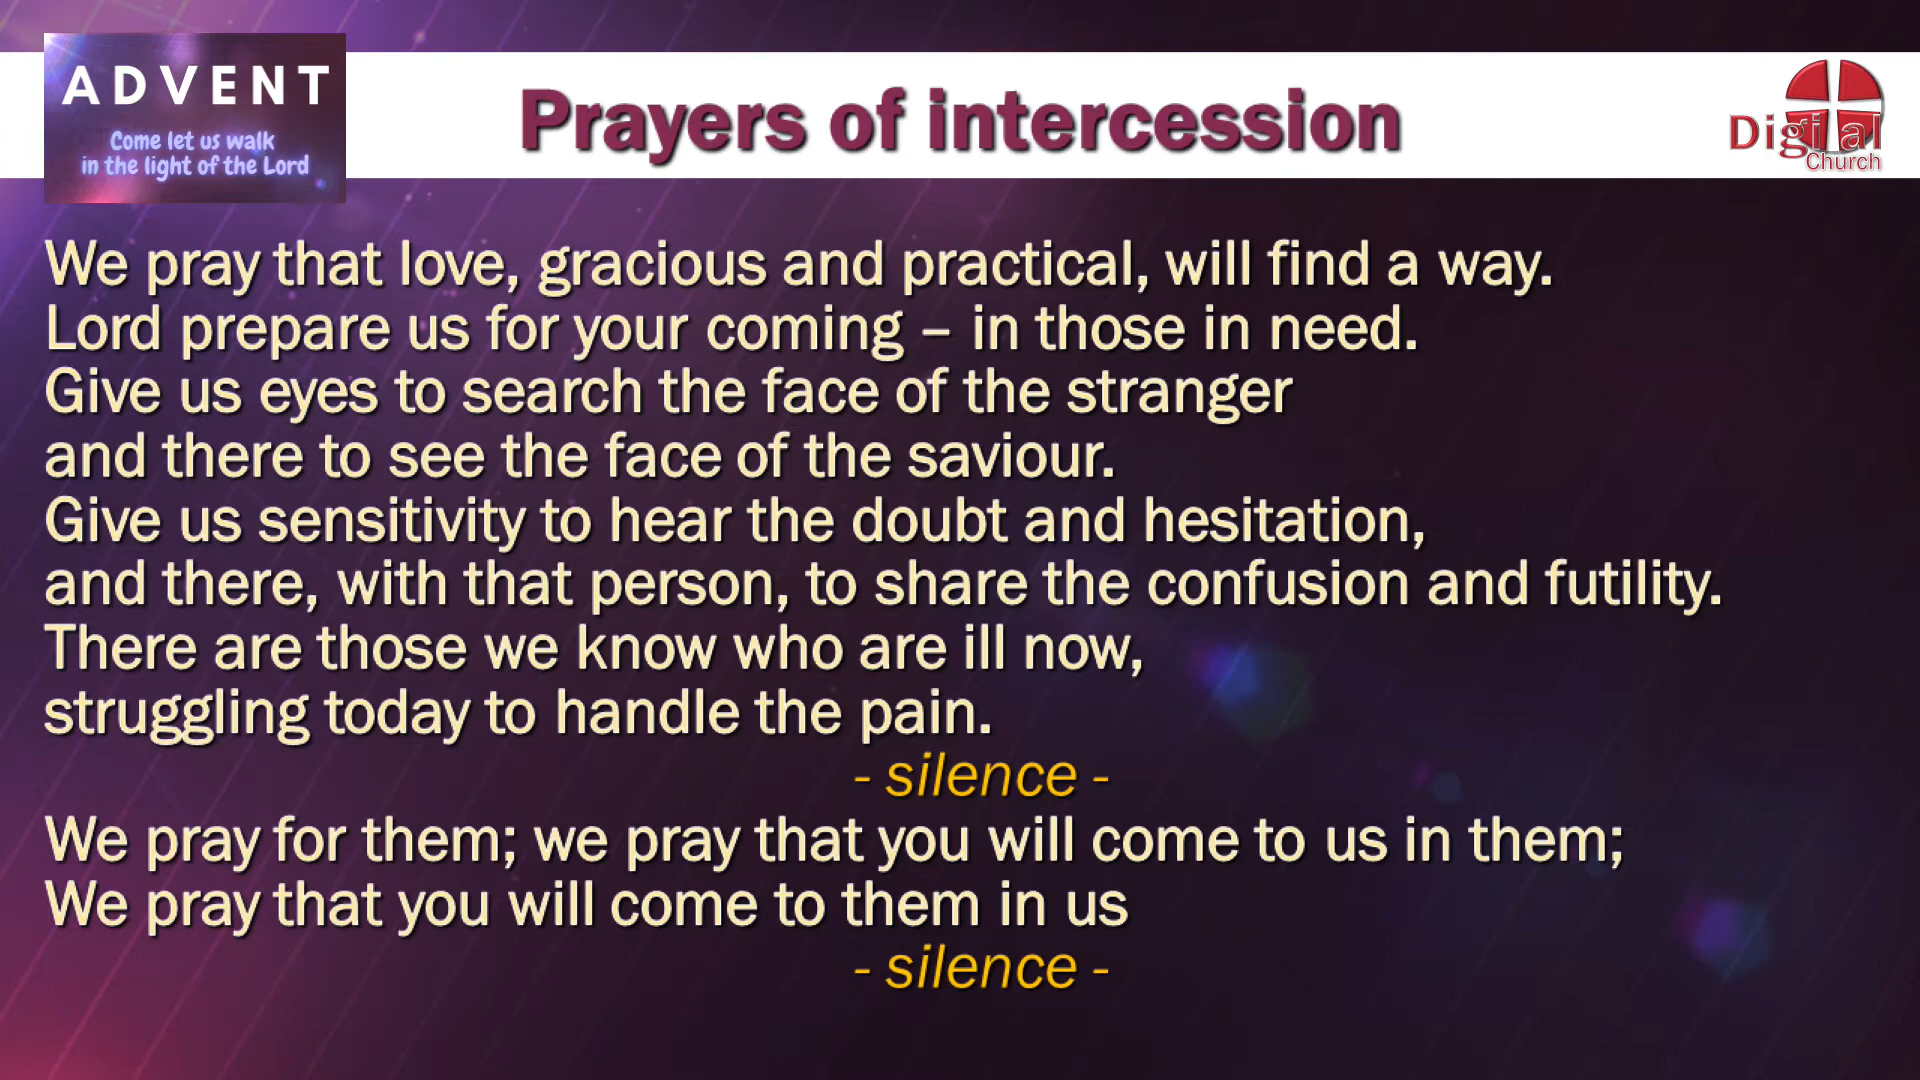 ADVENT
Come let us walk
in the light of the Lord
Prayers of intercession
Digital
Church
We pray that love, gracious and practical, will find a way.
Lord prepare us for your coming – in those in need.
Give us eyes to search the face of the stranger
and there to see the face of the saviour.
Give us sensitivity to hear the doubt and hesitation,
and there, with that person, to share the confusion and futility.
There are those we know who are ill now,
struggling today to handle the pain.
- silence -
We pray for them; we pray that you will come to us in them;
We pray that you will come to them in us
- silence -